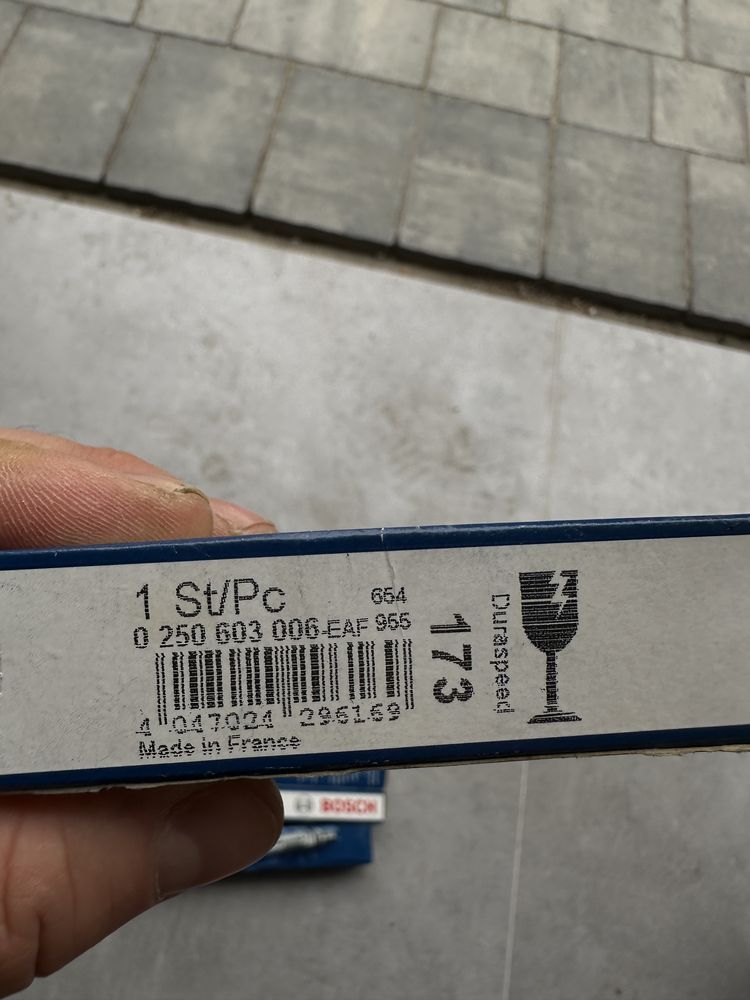 1 St/Pc
654
0 250 603 006-EAF 955
4 047024 296169
Made in France
173
Duraspeed
BOSCH